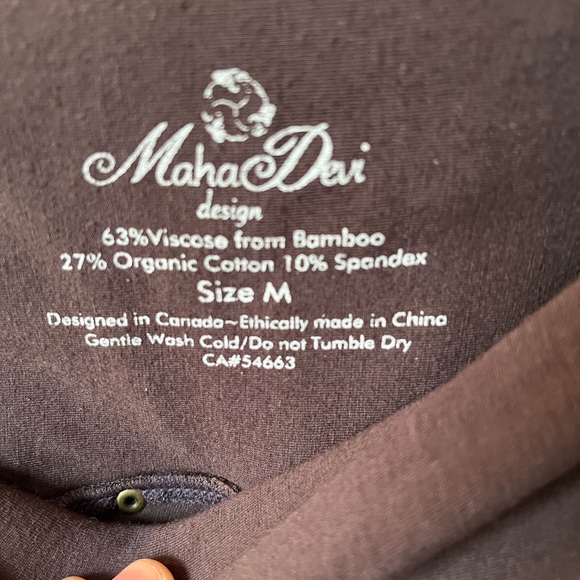 MahaDevi
design
63%Viscose from Bamboo
27% Organic Cotton 10% Spandex
Size M
Designed in Canada~Ethically made in China
Gentle Wash Cold/Do not Tumble Dry
CA#54663